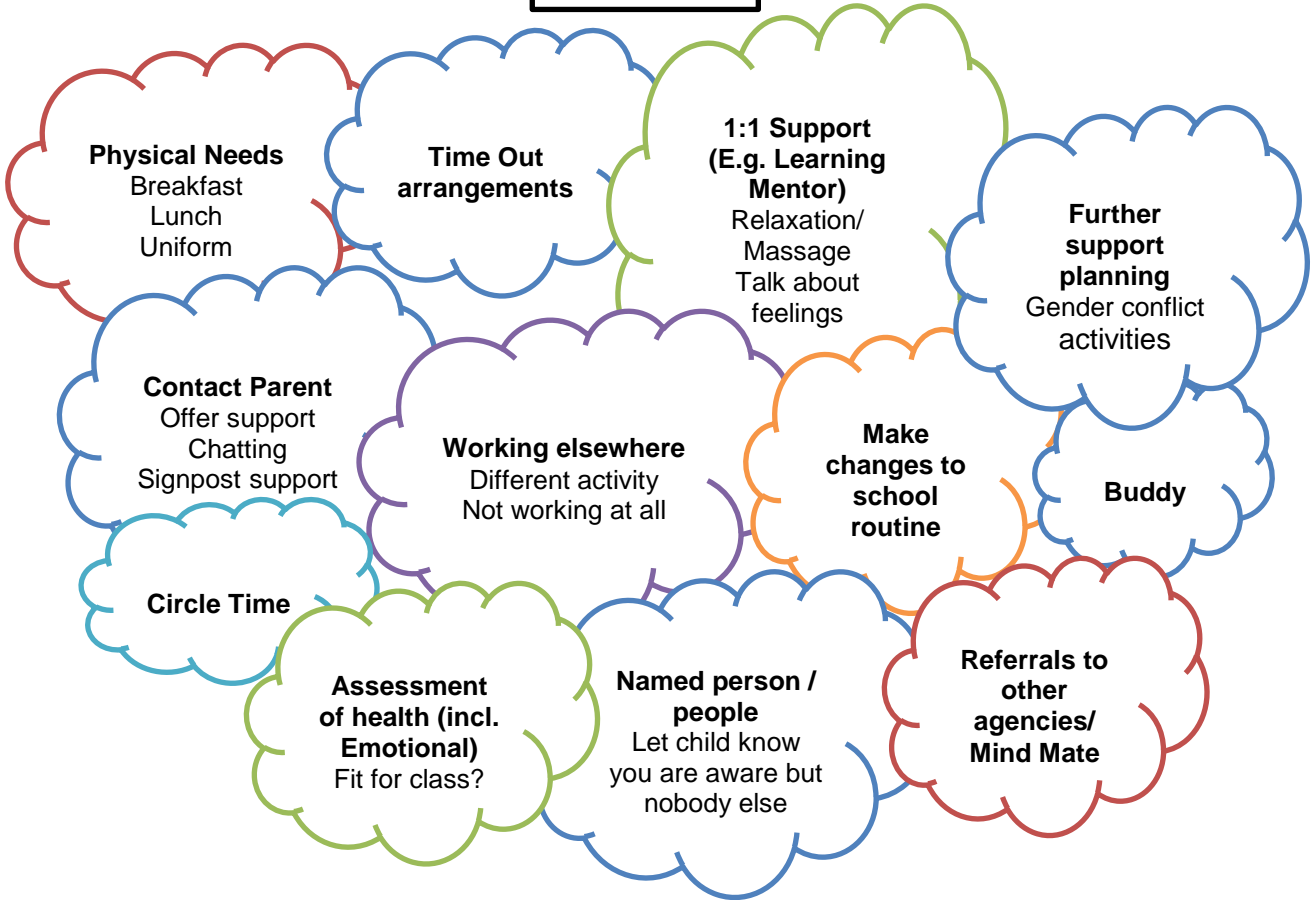 Physical Needs
Breakfast
Lunch
Uniform
Time Out
arrangements
1:1 Support
(E.g. Learning
Mentor)
Relaxation/
Massage
Talk about
feelings
Further
support
planning
Gender conflict
activities
Contact Parent
Offer support
Chatting
Signpost support
Working elsewhere
Different activity
Not working at all
Make
changes to
school
routine
Buddy
Circle Time
Assessment
of health (incl.
Emotional)
Fit for class?
Named person /
people
Let child know
you are aware but
nobody else
Referrals to
other
agencies/
Mind Mate